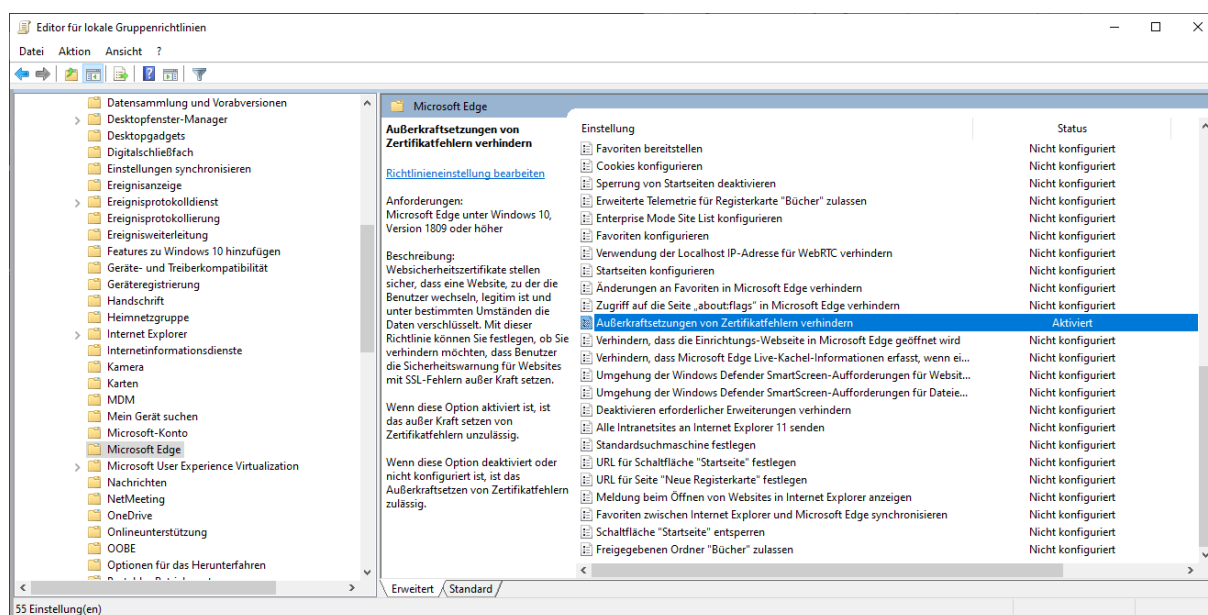 Editor für lokale Gruppenrichtlinien
Datei Aktion Ansicht ?
Datensammlung und Vorabversionen
Desktopfenster-Manager
Desktopgadgets
Digitalschließfach
Einstellungen synchronisieren
Ereignisanzeige
Ereignisprotokolldienst
Ereignisprotokollierung
Ereignisweiterleitung
Features zu Windows 10 hinzufügen
Geräte- und Treiberkompatibilität
Geräteregistrierung
Handschrift
Heimnetzgruppe
Internet Explorer
Internetinformationsdienste
Kamera
Karten
MDM
Mein Gerät suchen
Microsoft-Konto
Microsoft Edge
Microsoft User Experience Virtualization
Nachrichten
NetMeeting
OneDrive
Onlineunterstützung
OOBE
Optionen für das Herunterfahren
Microsoft Edge
Außerkraftsetzungen von
Zertifikatfehlern verhindern
Richtlinieneinstellung bearbeiten
Anforderungen:
Microsoft Edge unter Windows 10,
Version 1809 oder höher
Beschreibung:
Websicherheitszertifikate stellen
sicher, dass eine Website, zu der die
Benutzer wechseln, legitim ist und
unter bestimmten Umständen die
Daten verschlüsselt. Mit dieser
Richtlinie können Sie festlegen, ob Sie
verhindern möchten, dass Benutzer
die Sicherheitswarnung für Websites
mit SSL-Fehlern außer Kraft setzen.
Wenn diese Option aktiviert ist, ist
das außer Kraft setzen von
Zertifikatfehlern unzulässig.
Wenn diese Option deaktiviert oder
nicht konfiguriert ist, ist das
Außerkraftsetzen von Zertifikatfehlern
zulässig.
Einstellung Status
Favoriten bereitstellen Nicht konfiguriert
Cookies konfigurieren Nicht konfiguriert
Sperrung von Startseiten deaktivieren Nicht konfiguriert
Erweiterte Telemetrie für Registerkarte "Bücher" zulassen Nicht konfiguriert
Enterprise Mode Site List konfigurieren Nicht konfiguriert
Favoriten konfigurieren Nicht konfiguriert
Verwendung der Localhost IP-Adresse für WebRTC verhindern Nicht konfiguriert
Startseiten konfigurieren Nicht konfiguriert
Änderungen an Favoriten in Microsoft Edge verhindern Nicht konfiguriert
Zugriff auf die Seite „about:flags" in Microsoft Edge verhindern Nicht konfiguriert
Außerkraftsetzungen von Zertifikatfehlern verhindern Aktiviert
Verhindern, dass die Einrichtungs-Webseite in Microsoft Edge geöffnet wird Nicht konfiguriert
Verhindern, dass Microsoft Edge Live-Kachel-Informationen erfasst, wenn ei... Nicht konfiguriert
Umgehung der Windows Defender SmartScreen-Aufforderungen für Websit... Nicht konfiguriert
Umgehung der Windows Defender SmartScreen-Aufforderungen für Dateie... Nicht konfiguriert
Deaktivieren erforderlicher Erweiterungen verhindern Nicht konfiguriert
Alle Intranetsites an Internet Explorer 11 senden Nicht konfiguriert
Standardsuchmaschine festlegen Nicht konfiguriert
URL für Schaltfläche "Startseite" festlegen Nicht konfiguriert
URL für Seite "Neue Registerkarte" festlegen Nicht konfiguriert
Meldung beim Öffnen von Websites in Internet Explorer anzeigen Nicht konfiguriert
Favoriten zwischen Internet Explorer und Microsoft Edge synchronisieren Nicht konfiguriert
Schaltfläche "Startseite" entsperren Nicht konfiguriert
Freigegebenen Ordner "Bücher" zulassen Nicht konfiguriert
Erweitert Standard
55 Einstellung(en)